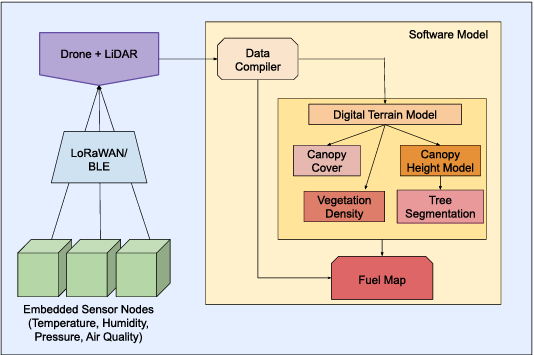 Software Model
Drone + LiDAR
Data
Compiler
Digital Terrain Model
LoRaWAN/
BLE
Canopy
Cover
Canopy
Height Model
Vegetation
Density
Tree
Segmentation
Fuel Map
Embedded Sensor Nodes
(Temperature, Humidity,
Pressure, Air Quality)